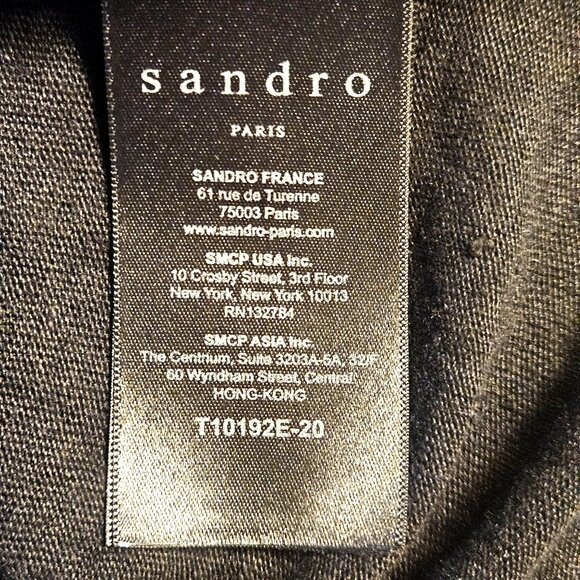 sandro
PARIS
SANDRO FRANCE
61 rue de Turenne
75003 Paris
www.sandro-paris.com
SMCP USA Inc.
10 Crosby Street, 3rd Floor
New York, New York 10013
RN132784
SMCP ASIA Inc.
The Centrium, Suite 3203A-5A, 32/F
60 Wyndham Street, Central
HONG-KONG
T10192E-20